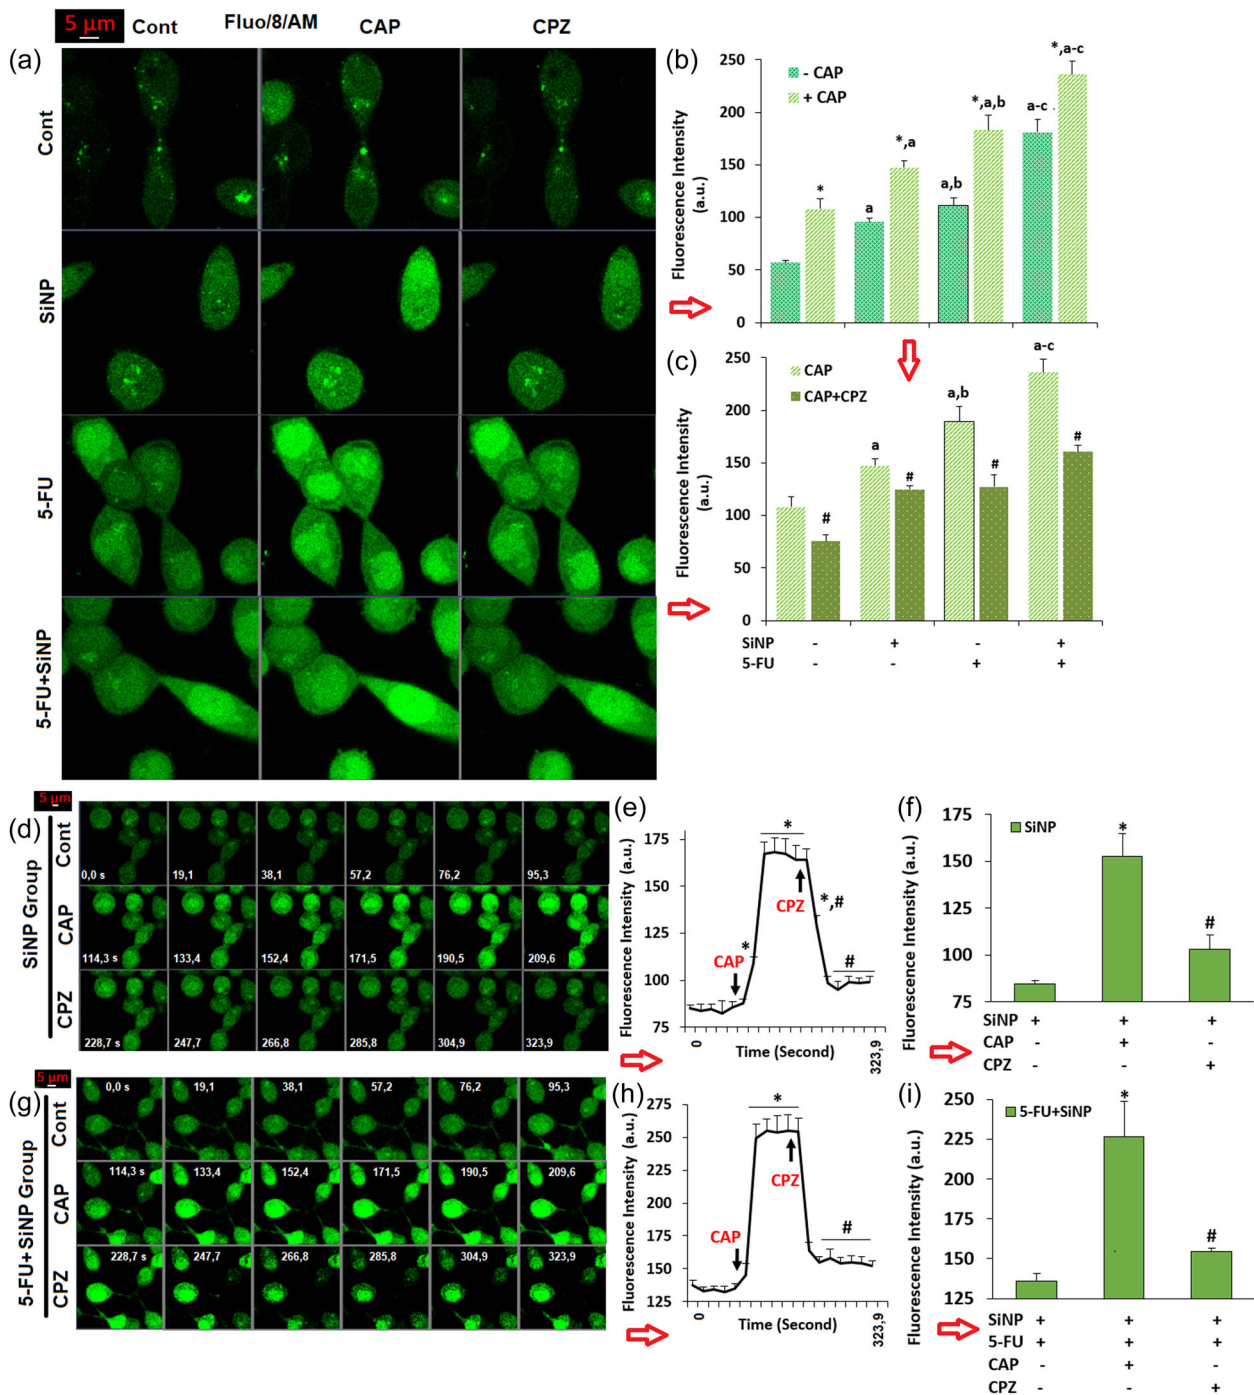 5 µm
Cont
Fluo/8/AM
CAP
CPZ
(a)
Cont
SiNP
5-FU
5-FU+SiNP
(b)
Fluorescence Intensity
(a.u.)
250
200
150
100
50
0
- CAP
+ CAP
*
a
*,a
a,b
*,a,b
a-c
*,a-c
(c)
Fluorescence Intensity
(a.u.)
250
200
150
100
50
0
CAP
CAP+CPZ
#
a
#
a,b
#
a-c
#
SiNP - + - +
5-FU - - + +
5 µm
(d)
SiNP Group
Cont
CAP
CPZ
0,0 s 19,1 38,1 57,2 76,2 95,3
114,3 s 133,4 152,4 171,5 190,5 209,6
228,7 s 247,7 266,8 285,8 304,9 323,9
(e)
Fluorescence Intensity (a.u.)
175
150
125
100
75
*
CPZ
*,#
CAP
*
#
0
323,9
Time (Second)
(f)
Fluorescence Intensity (a.u.)
175
150
125
100
75
SiNP
*
#
SiNP + + +
CAP - + -
CPZ - - +
5 µm
(g)
5-FU+SiNP Group
Cont
CAP
CPZ
0,0 s 19,1 38,1 57,2 76,2 95,3
114,3 s 133,4 152,4 171,5 190,5 209,6
228,7 s 247,7 266,8 285,8 304,9 323,9
(h)
Fluorescence Intensity (a.u.)
275
250
225
200
175
150
125
*
CPZ
CAP
#
0
323,9
Time (Second)
(i)
Fluorescence Intensity (a.u.)
250
225
200
175
150
125
5-FU+SiNP
*
#
SiNP + + +
5-FU + + +
CAP - + -
CPZ - - +